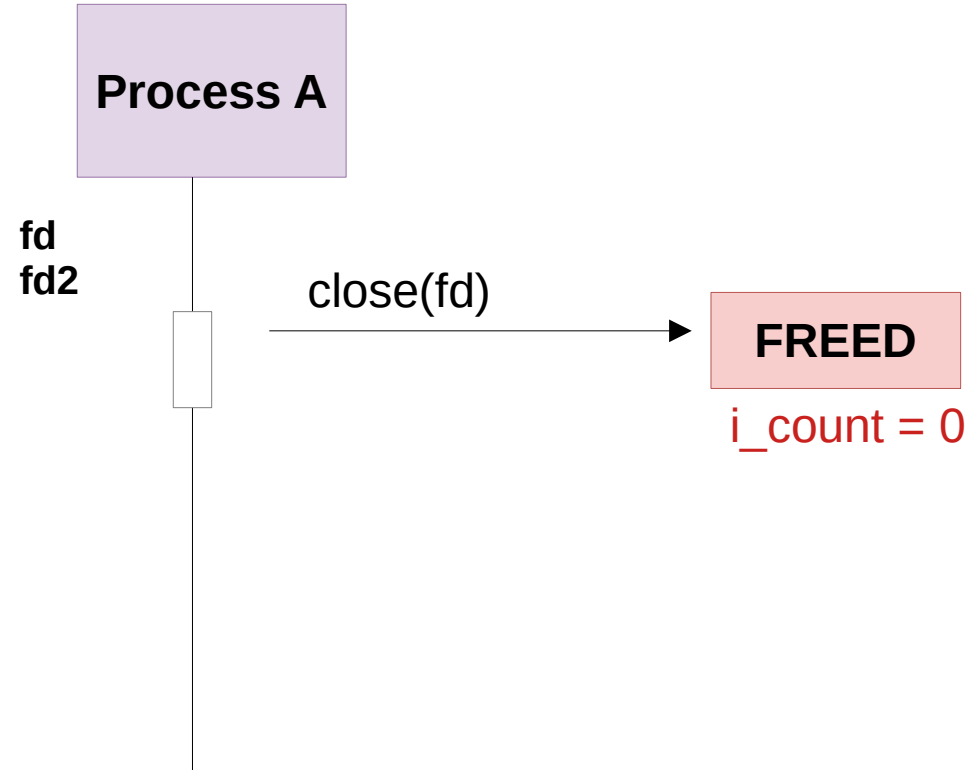 Process A
fd
fd2
close(fd)
FREED
i_count = 0